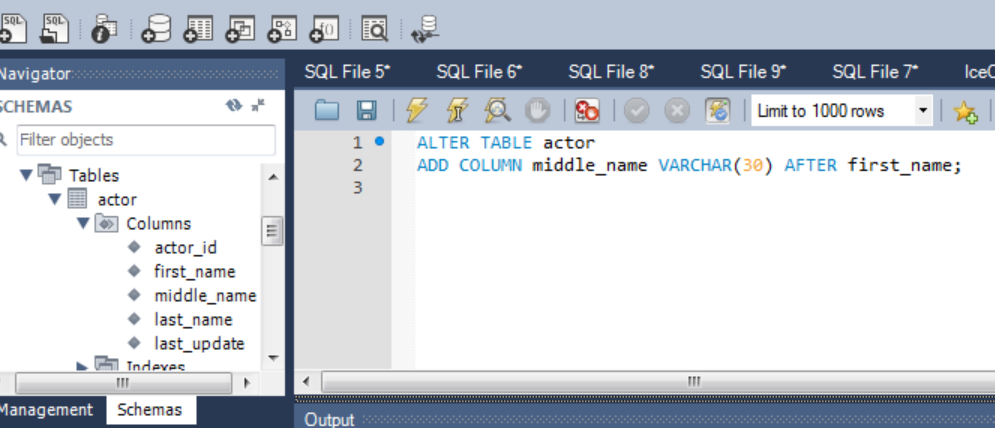 SQL
SQL
Navigator
SCHEMAS
Filter objects
Tables
actor
Columns
actor_id
first_name
middle_name
last_name
last_update
Indexes
Management Schemas
SQL File 5* SQL File 6* SQL File 8* SQL File 9* SQL File 7*
Limit to 1000 rows
1 ALTER TABLE actor
2 ADD COLUMN middle_name VARCHAR(30) AFTER first_name;
3
Output